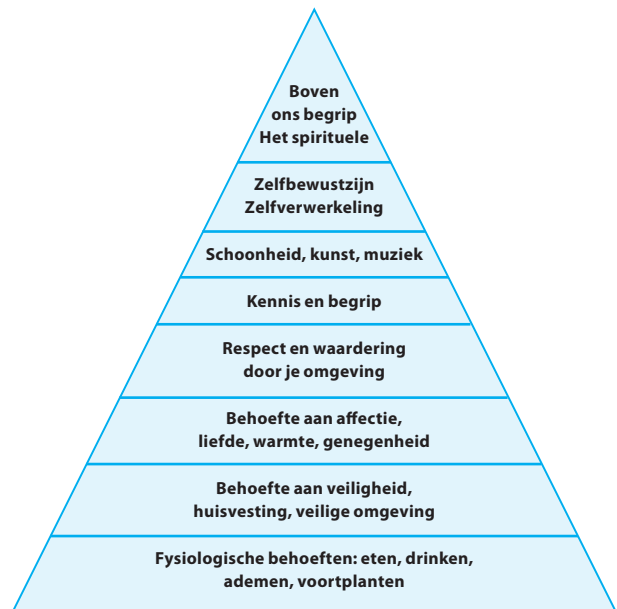 Boven
ons begrip
Het spirituele
Zelfbewustzijn
Zelfverwerkeling
Schoonheid, kunst, muziek
Kennis en begrip
Respect en waardering
door je omgeving
Behoefte aan affectie,
liefde, warmte, genegenheid
Behoefte aan veiligheid,
huisvesting, veilige omgeving
Fysiologische behoeften: eten, drinken,
ademen, voortplanten